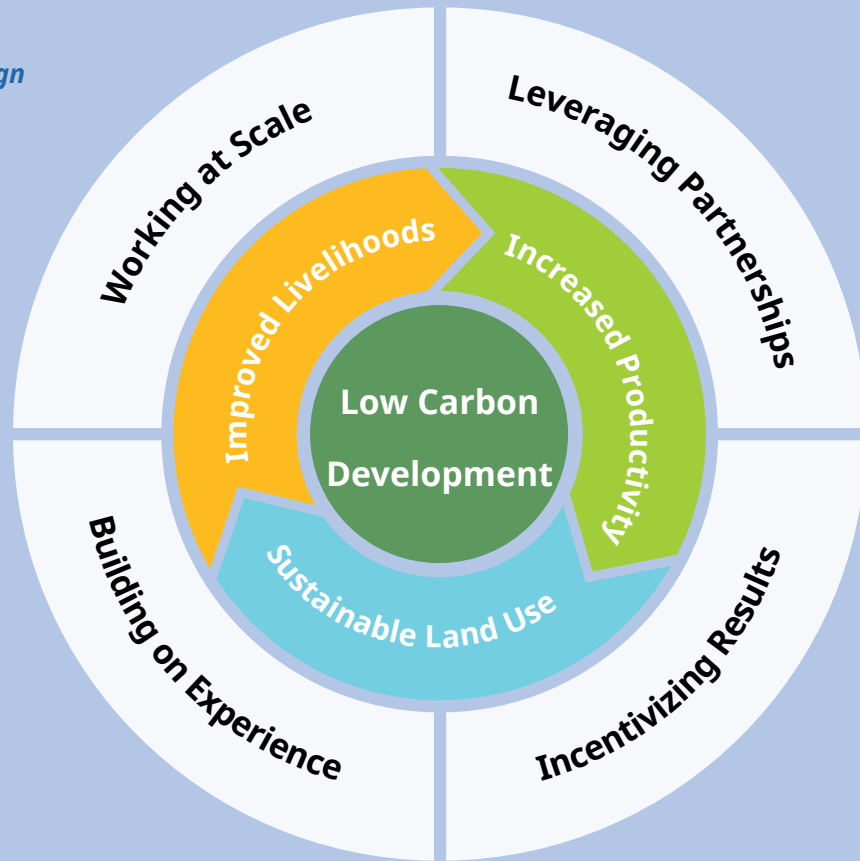 Working at Scale
Leveraging Partnerships
Improved Livelihoods
Increased Productivity
Low Carbon
Development
Sustainable Land Use
Building on Experience
Incentivizing Results